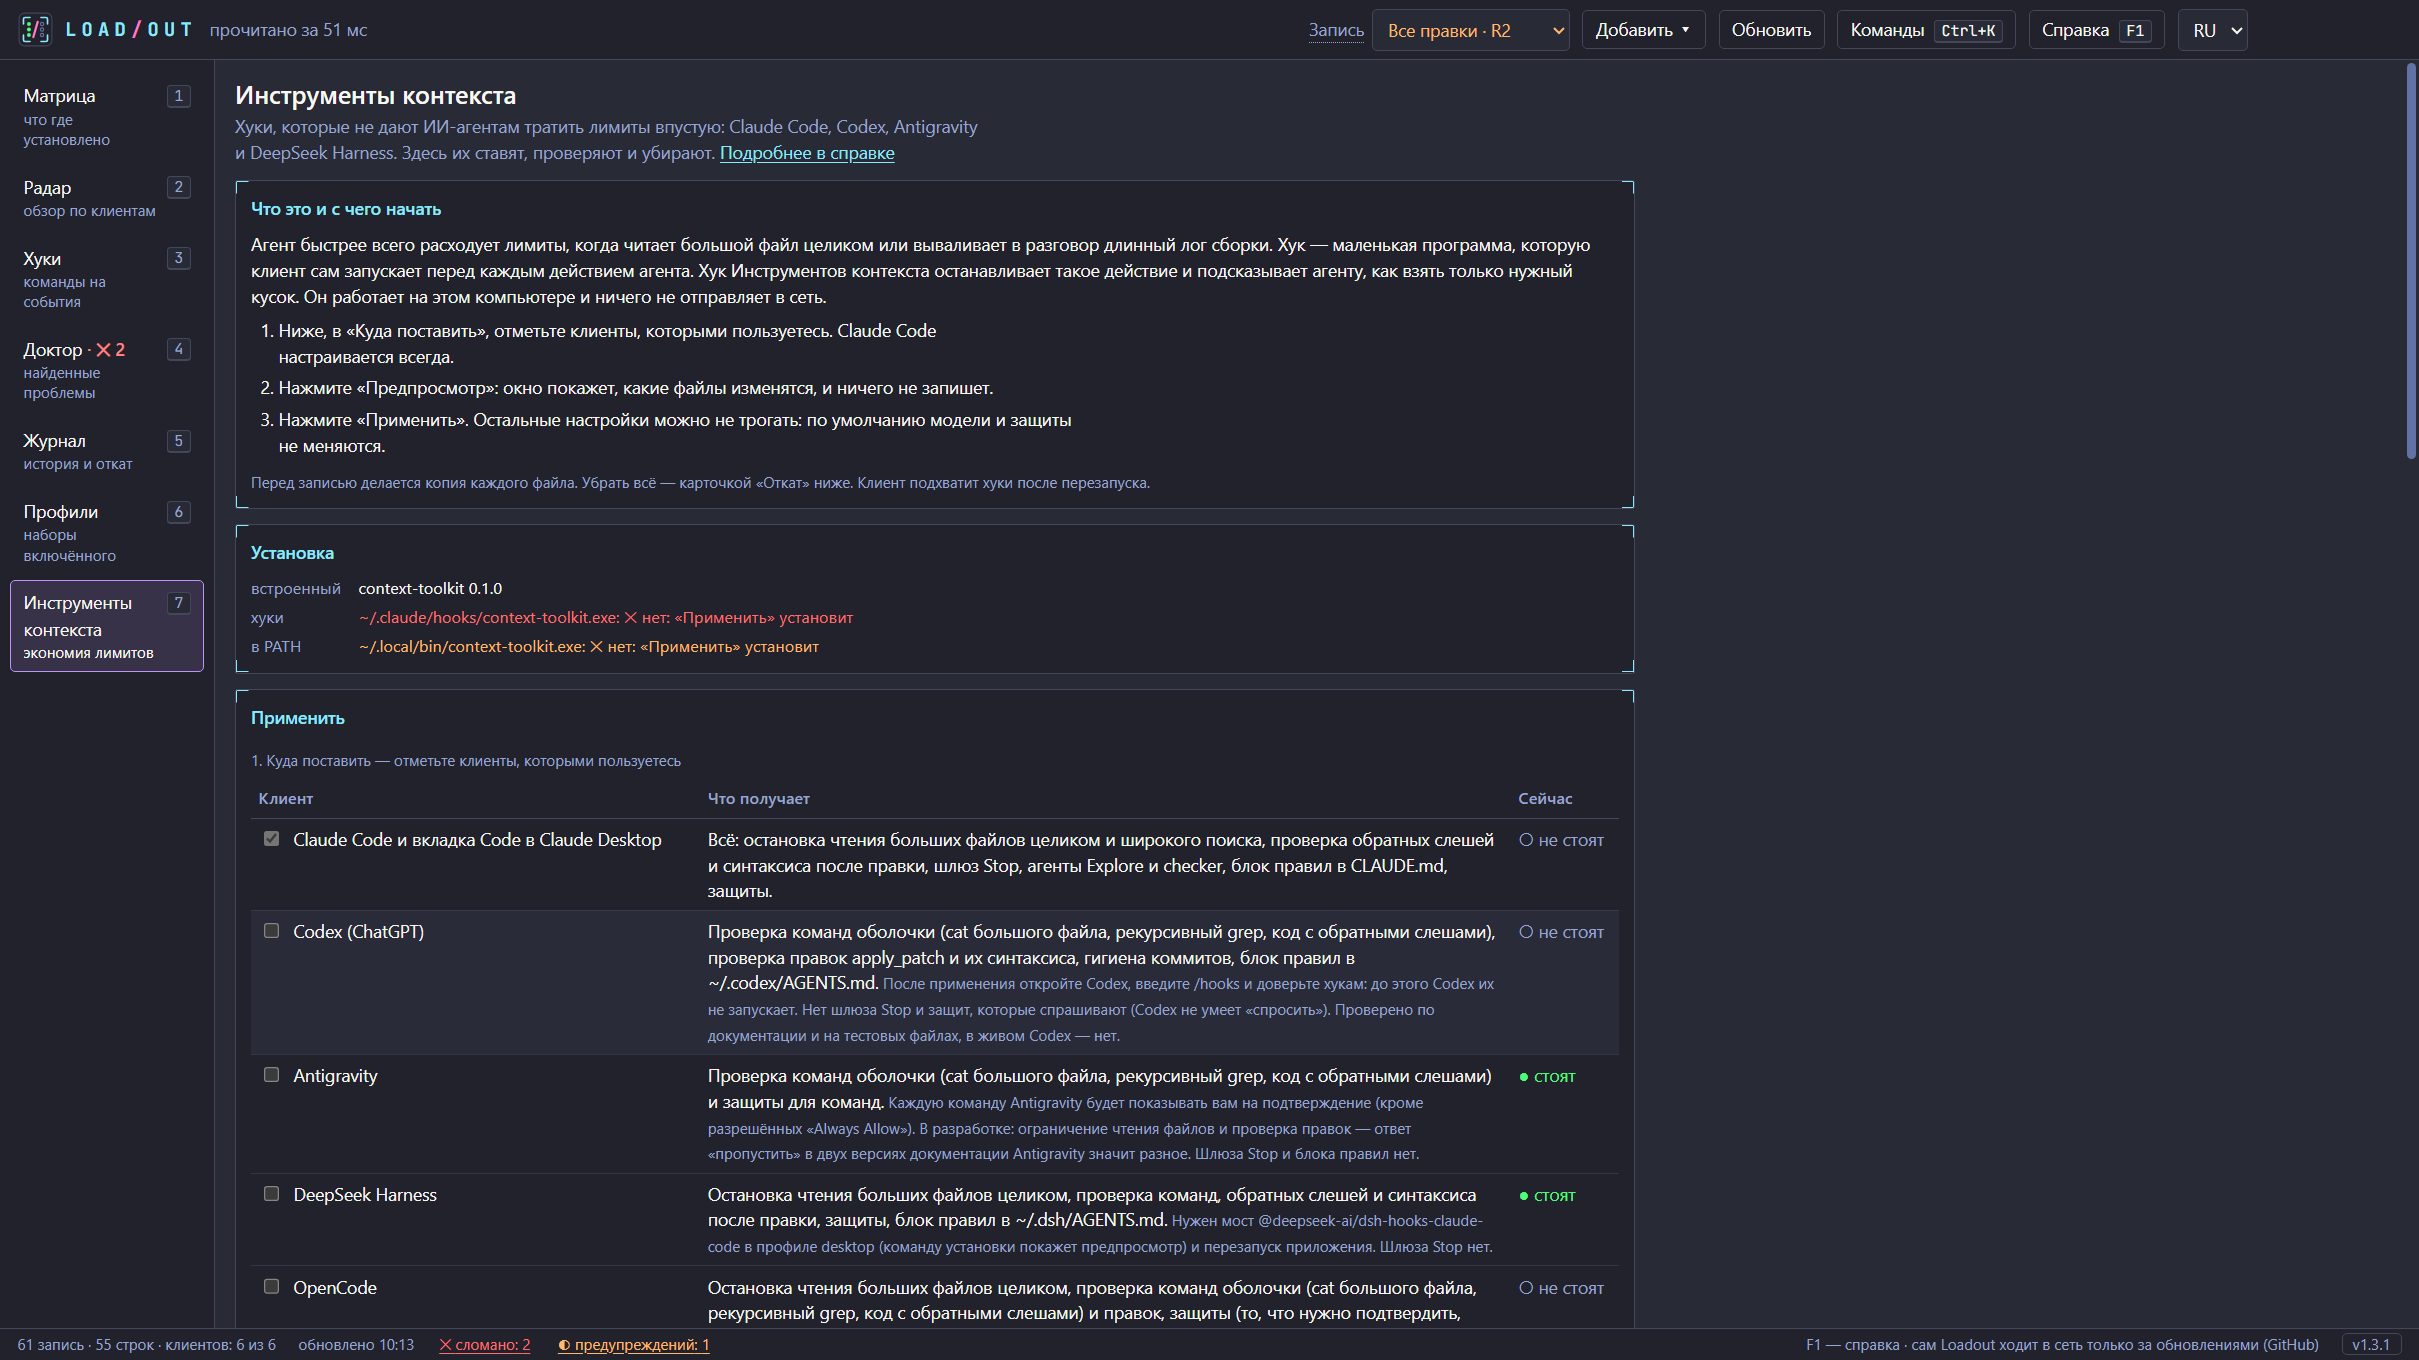 LOAD/OUT прочитано за 51 мс
Запись Все правки · R2 Добавить Обновить Команды Ctrl+K Справка F1 RU
Матрица 1
что где
установлено
Радар 2
обзор по клиентам
Хуки 3
команды на
события
Доктор · ✕ 2 4
найденные
проблемы
Журнал 5
история и откат
Профили 6
наборы
включённого
Инструменты 7
контекста
экономия лимитов
Инструменты контекста
Хуки, которые не дают ИИ-агентам тратить лимиты впустую: Claude Code, Codex, Antigravity
и DeepSeek Harness. Здесь их ставят, проверяют и убирают. Подробнее в справке
Что это и с чего начать
Агент быстрее всего расходует лимиты, когда читает большой файл целиком или вываливает в разговор длинный лог сборки. Хук — маленькая программа, которую
клиент сам запускает перед каждым действием агента. Хук Инструментов контекста останавливает такое действие и подсказывает агенту, как взять только нужный
кусок. Он работает на этом компьютере и ничего не отправляет в сеть.
1. Ниже, в «Куда поставить», отметьте клиенты, которыми пользуетесь. Claude Code
настраивается всегда.
2. Нажмите «Предпросмотр»: окно покажет, какие файлы изменятся, и ничего не запишет.
3. Нажмите «Применить». Остальные настройки можно не трогать: по умолчанию модели и защиты
не меняются.
Перед записью делается копия каждого файла. Убрать всё — карточкой «Откат» ниже. Клиент подхватит хуки после перезапуска.
Установка
встроенный context-toolkit 0.1.0
хуки ~/.claude/hooks/context-toolkit.exe: ✕ нет: «Применить» установит
в PATH ~/.local/bin/context-toolkit.exe: ✕ нет: «Применить» установит
Применить
1. Куда поставить — отметьте клиенты, которыми пользуетесь
Клиент Что получает Сейчас
Claude Code и вкладка Code в Claude Desktop Всё: остановка чтения больших файлов целиком и широкого поиска, проверка обратных слешей ○ не стоят
и синтаксиса после правки, шлюз Stop, агенты Explore и checker, блок правил в CLAUDE.md,
защиты.
Codex (ChatGPT) Проверка команд оболочки (cat большого файла, рекурсивный grep, код с обратными слешами), ○ не стоят
проверка правок apply_patch и их синтаксиса, гигиена коммитов, блок правил в
~/.codex/AGENTS.md. После применения откройте Codex, введите /hooks и доверьте хукам: до этого Codex их
не запускает. Нет шлюза Stop и защит, которые спрашивают (Codex не умеет «спросить»). Проверено по
документации и на тестовых файлах, в живом Codex — нет.
Antigravity Проверка команд оболочки (cat большого файла, рекурсивный grep, код с обратными слешами) ● стоят
и защиты для команд. Каждую команду Antigravity будет показывать вам на подтверждение (кроме
разрешённых «Always Allow»). В разработке: ограничение чтения файлов и проверка правок — ответ
«пропустить» в двух версиях документации Antigravity значит разное. Шлюза Stop и блока правил нет.
DeepSeek Harness Остановка чтения больших файлов целиком, проверка команд, обратных слешей и синтаксиса ● стоят
после правки, защиты, блок правил в ~/.dsh/AGENTS.md. Нужен мост @deepseek-ai/dsh-hooks-claude-
code в профиле desktop (команду установки покажет предпросмотр) и перезапуск приложения. Шлюза Stop нет.
OpenCode Остановка чтения больших файлов целиком, проверка команд оболочки (cat большого файла, ○ не стоят
рекурсивный grep, код с обратными слешами) и правок, защиты (то, что нужно подтвердить,
61 запись · 55 строк · клиентов: 6 из 6 обновлено 10:13 ✕ сломано: 2 ◐ предупреждений: 1 F1 — справка · сам Loadout ходит в сеть только за обновлениями (GitHub) v1.3.1